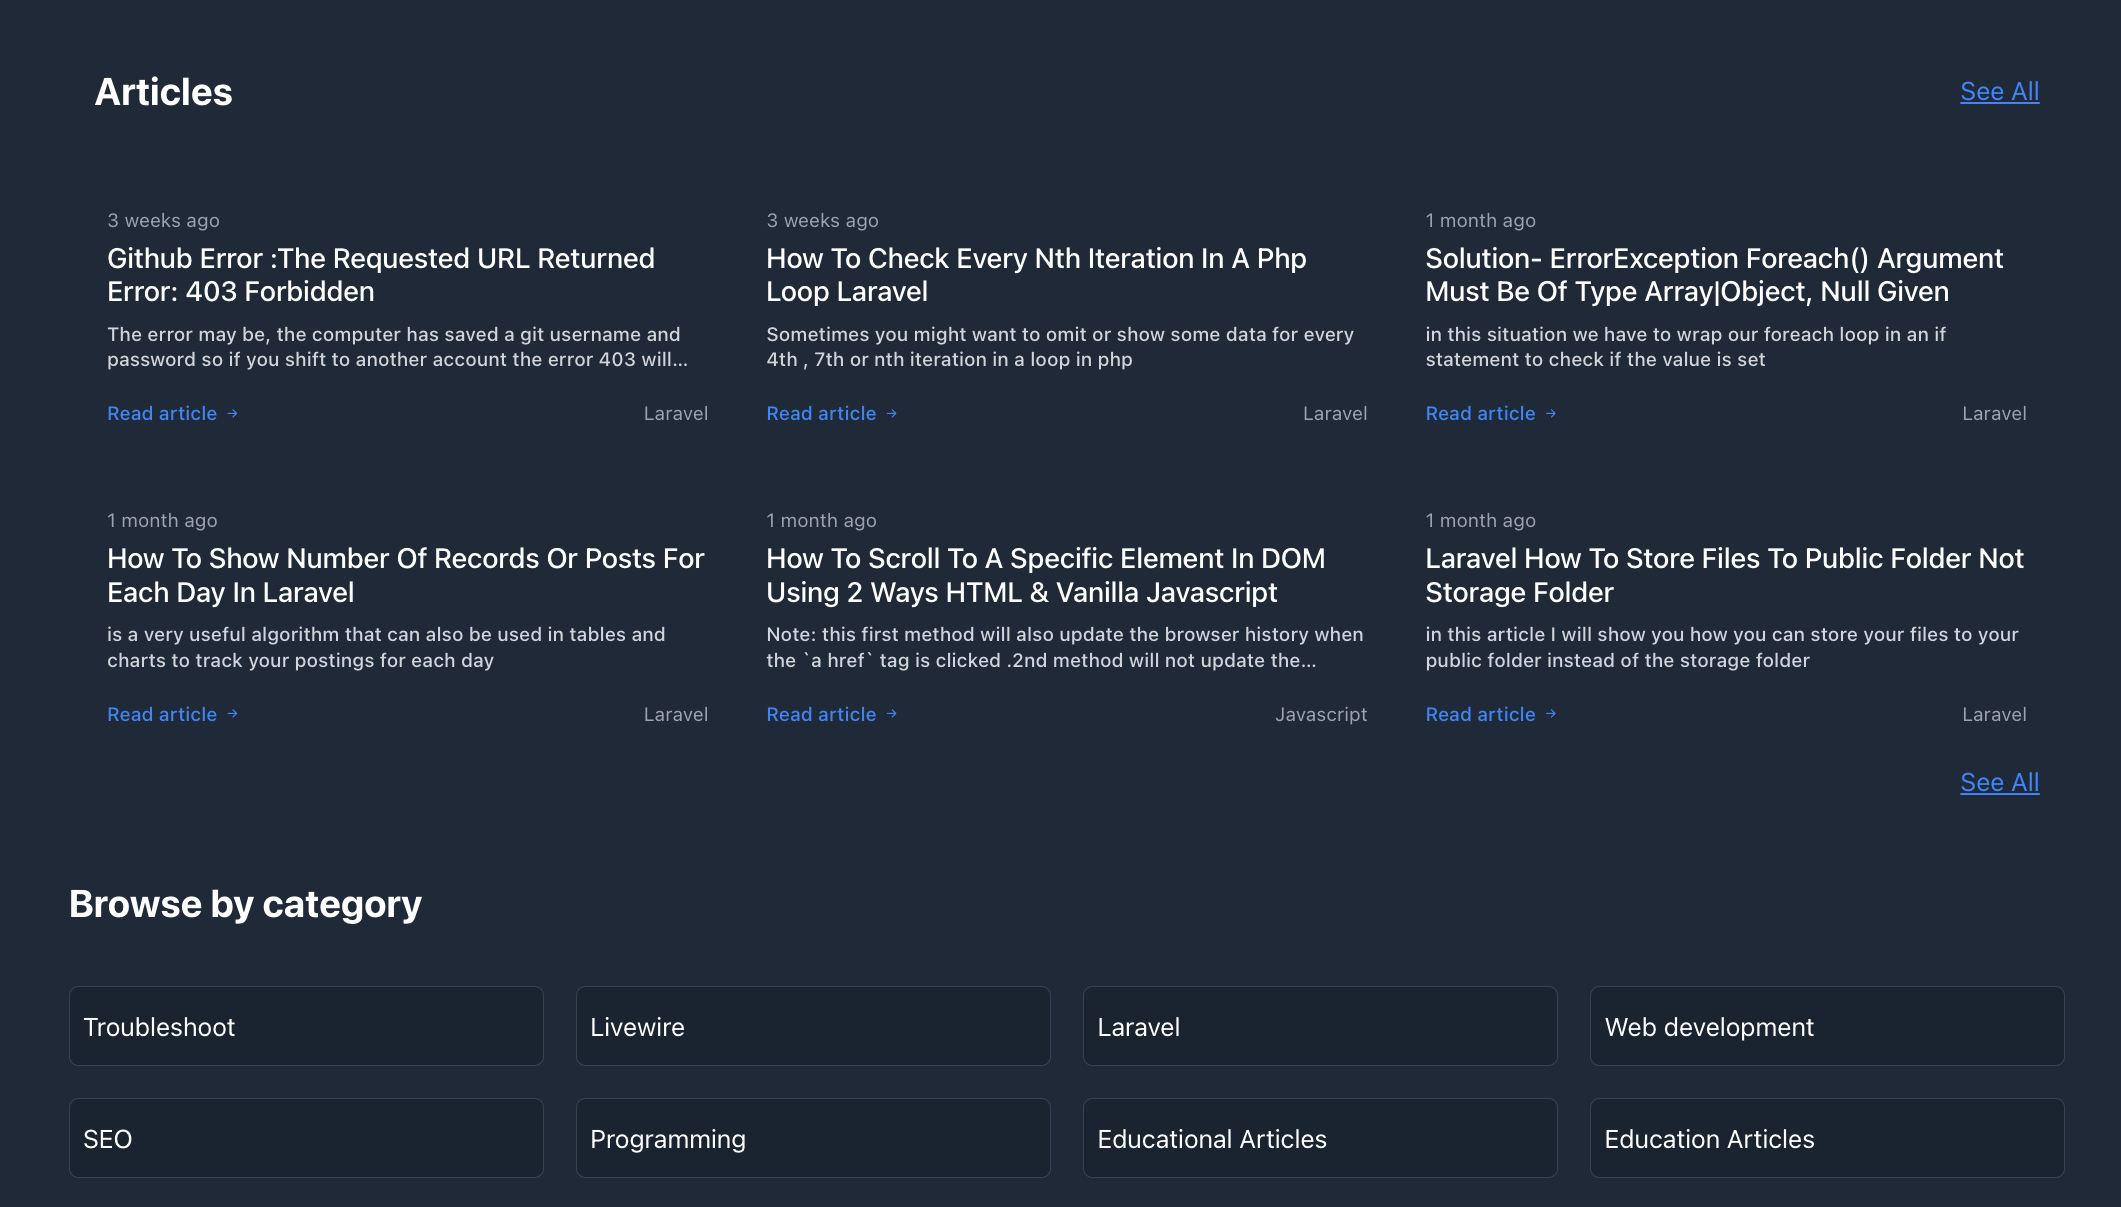 Articles
See All
3 weeks ago
Github Error :The Requested URL Returned
Error: 403 Forbidden
The error may be, the computer has saved a git username and
password so if you shift to another account the error 403 will...
Read article →
Laravel
3 weeks ago
How To Check Every Nth Iteration In A Php
Loop Laravel
Sometimes you might want to omit or show some data for every
4th , 7th or nth iteration in a loop in php
Read article →
Laravel
1 month ago
Solution- ErrorException Foreach() Argument
Must Be Of Type Array|Object, Null Given
in this situation we have to wrap our foreach loop in an if
statement to check if the value is set
Read article →
Laravel
1 month ago
How To Show Number Of Records Or Posts For
Each Day In Laravel
is a very useful algorithm that can also be used in tables and
charts to track your postings for each day
Read article →
Laravel
1 month ago
How To Scroll To A Specific Element In DOM
Using 2 Ways HTML & Vanilla Javascript
Note: this first method will also update the browser history when
the `a href` tag is clicked .2nd method will not update the...
Read article →
Javascript
1 month ago
Laravel How To Store Files To Public Folder Not
Storage Folder
in this article I will show you how you can store your files to your
public folder instead of the storage folder
Read article →
Laravel
See All
Browse by category
Troubleshoot
Livewire
Laravel
Web development
SEO
Programming
Educational Articles
Education Articles